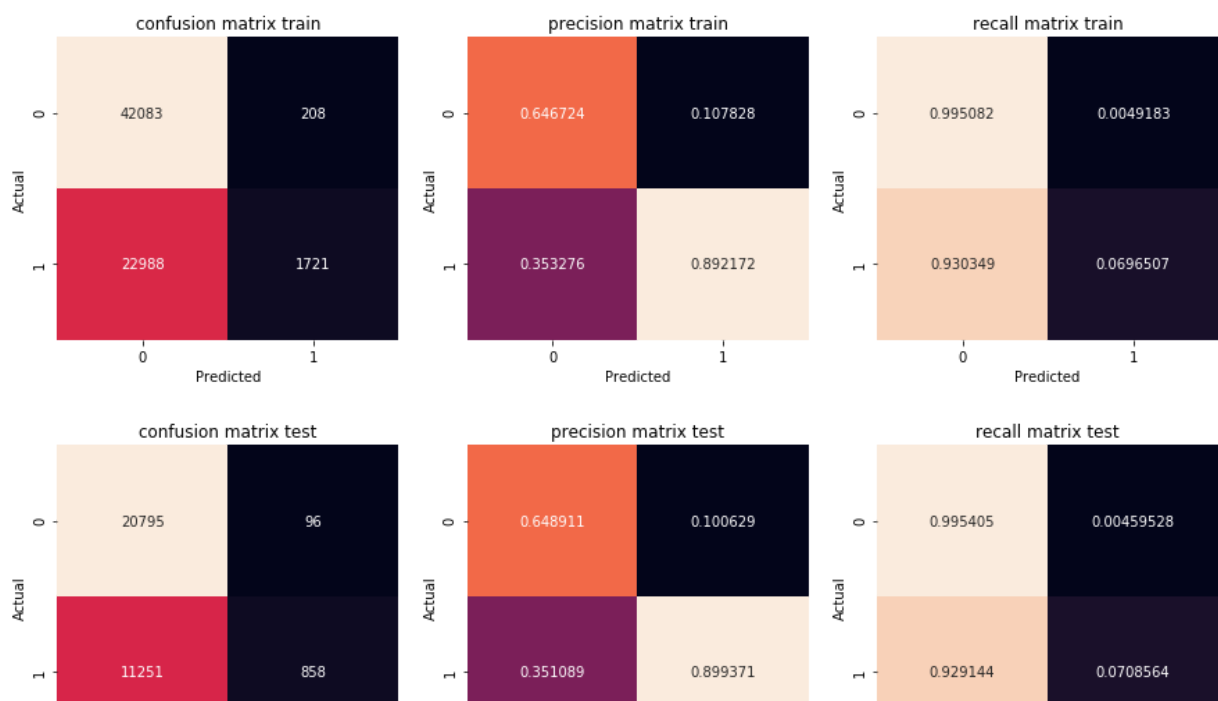 confusion matrix train
precision matrix train
recall matrix train
0
42083
208
0
0.646724
0.107828
0
0.995082
0.0049183
Actual
Actual
Actual
1
22988
1721
1
0.353276
0.892172
1
0.930349
0.0696507
0
1
0
1
0
1
Predicted
Predicted
Predicted
confusion matrix test
precision matrix test
recall matrix test
0
20795
96
0
0.648911
0.100629
0
0.995405
0.00459528
Actual
Actual
Actual
1
11251
858
1
0.351089
0.899371
1
0.929144
0.0708564